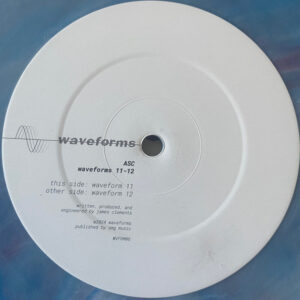 waveforms
ASC
waveforms 11-12
this side: waveform 11
other side: waveform 12
written, produced, and
engineered by james clements
2024 waveforms
published by
music